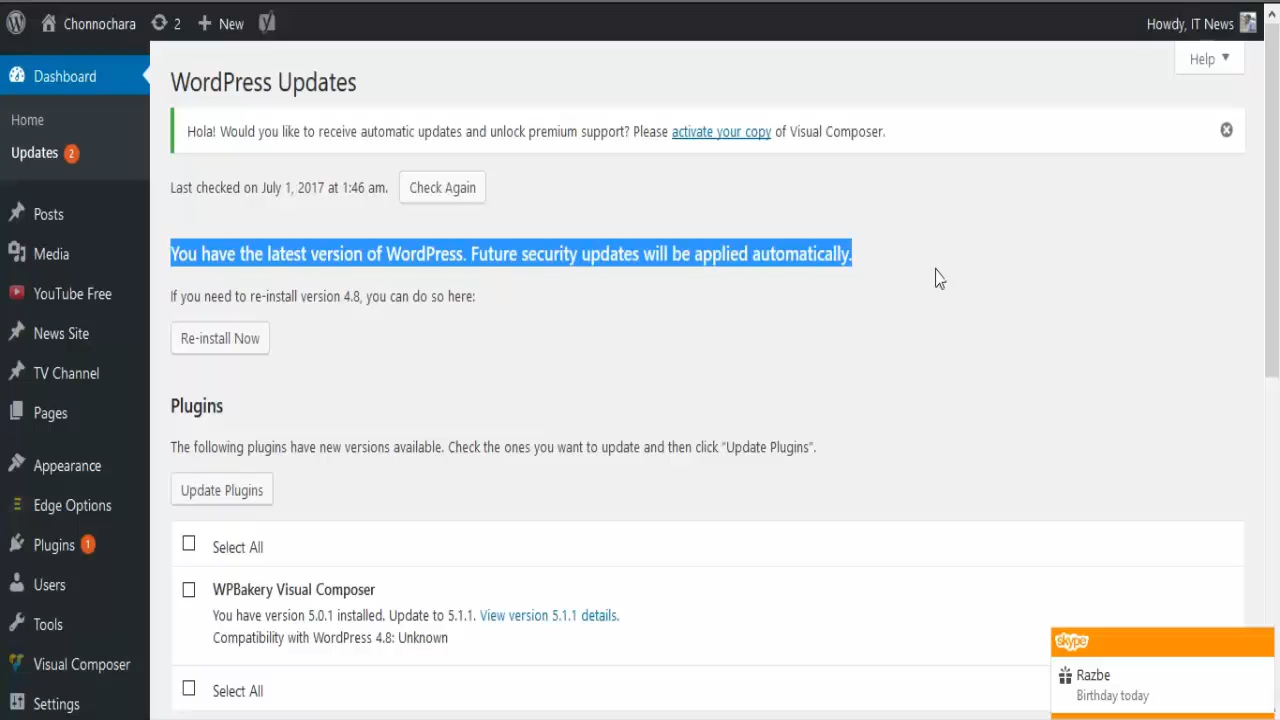 Chonnochara 2 New Howdy, IT News
Help
Dashboard
Home
Updates 2
Posts
Media
YouTube Free
News Site
TV Channel
Pages
Appearance
Edge Options
Plugins 1
Users
Tools
Visual Composer
Settings
WordPress Updates
Hola! Would you like to receive automatic updates and unlock premium support? Please activate your copy of Visual Composer.
Last checked on July 1, 2017 at 1:46 am. Check Again
You have the latest version of WordPress. Future security updates will be applied automatically.
If you need to re-install version 4.8, you can do so here:
Re-install Now
Plugins
The following plugins have new versions available. Check the ones you want to update and then click "Update Plugins".
Update Plugins
Select All
WPBakery Visual Composer
You have version 5.0.1 installed. Update to 5.1.1. View version 5.1.1 details.
Compatibility with WordPress 4.8: Unknown
Select All
skype
Razbe
Birthday today